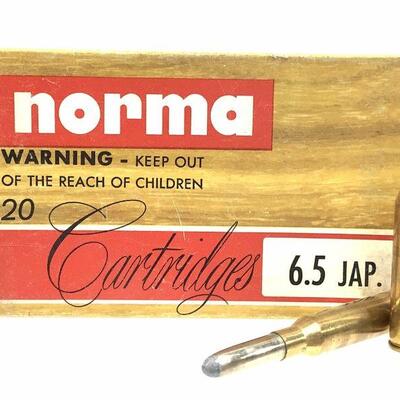 norma
WARNING - KEEP OUT
OF THE REACH OF CHILDREN
20
Cartridges
6.5 JAP.